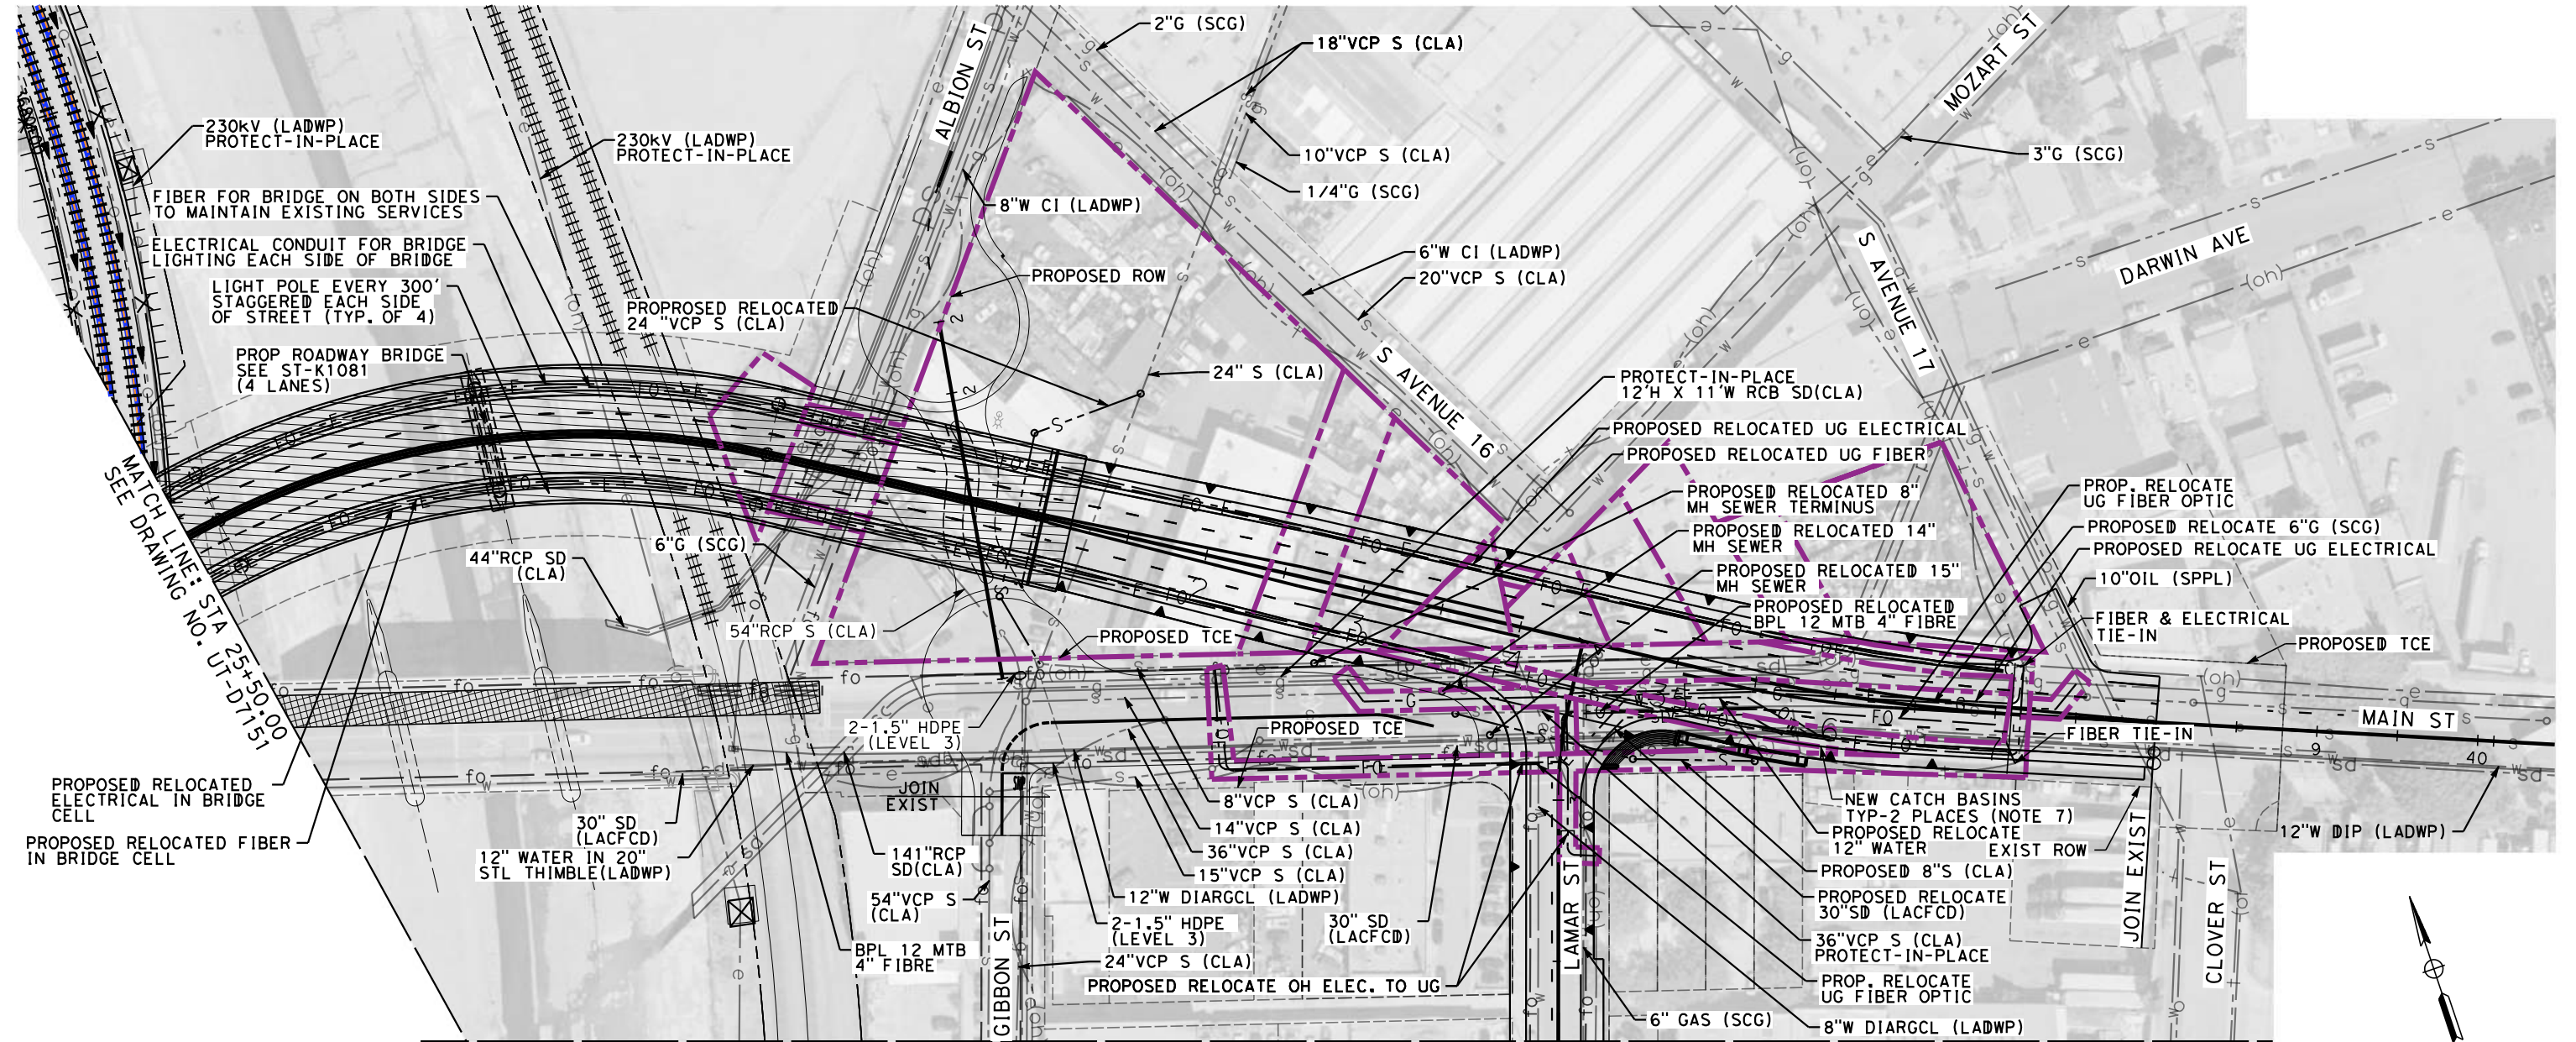 2"G (SCG)
18"VCP S (CLA)
ALBION ST
MOZART ST
230kV (LADWP)
PROTECT-IN-PLACE
230kV (LADWP)
PROTECT-IN-PLACE
10"VCP S (CLA)
3"G (SCG)
1/4"G (SCG)
FIBER FOR BRIDGE ON BOTH SIDES
TO MAINTAIN EXISTING SERVICES
8"W CI (LADWP)
ELECTRICAL CONDUIT FOR BRIDGE
LIGHTING EACH SIDE OF BRIDGE
6"W CI (LADWP)
20"VCP S (CLA)
S AVENUE 17
DARWIN AVE
PROPOSED ROW
LIGHT POLE EVERY 300'
STAGGERED EACH SIDE
OF STREET (TYP. OF 4)
PROPROSED RELOCATED
24 "VCP S (CLA)
PROP ROADWAY BRIDGE
SEE ST-K1081
(4 LANES)
24" S (CLA)
S AVENUE 16
PROTECT-IN-PLACE
12'H X 11'W RCB SD(CLA)
PROPOSED RELOCATED UG ELECTRICAL
PROPOSED RELOCATED UG FIBER
PROPOSED RELOCATED 8"
MH SEWER TERMINUS
PROPOSED RELOCATED 14"
MH SEWER
PROPOSED RELOCATED 15"
MH SEWER
PROPOSED RELOCATED
BPL 12 MTB 4" FIBRE
PROP. RELOCATE
UG FIBER OPTIC
PROPOSED RELOCATE 6"G (SCG)
PROPOSED RELOCATE UG ELECTRICAL
10"OIL (SPPL)
FIBER & ELECTRICAL
TIE-IN
PROPOSED TCE
MATCH LINE: STA 25+50.00
SEE DRAWING NO. UT-D7151
44"RCP SD
(CLA)
6"G (SCG)
54"RCP S (CLA)
PROPOSED TCE
2-1.5" HDPE
(LEVEL 3)
PROPOSED TCE
MAIN ST
FIBER TIE-IN
9
40
PROPOSED RELOCATED
ELECTRICAL IN BRIDGE
CELL
PROPOSED RELOCATED FIBER
IN BRIDGE CELL
30" SD
(LACFCD)
12" WATER IN 20"
STL THIMBLE(LADWP)
JOIN
EXIST
141"RCP
SD(CLA)
54"VCP S
(CLA)
BPL 12 MTB
4" FIBRE
GIBBON ST
8"VCP S (CLA)
14"VCP S (CLA)
36"VCP S (CLA)
15"VCP S (CLA)
12"W DIARGCL (LADWP)
2-1.5" HDPE
(LEVEL 3)
24"VCP S (CLA)
30" SD
(LACFCD)
PROPOSED RELOCATE OH ELEC. TO UG
LAMAR ST
6" GAS (SCG)
NEW CATCH BASINS
TYP-2 PLACES (NOTE 7)
PROPOSED RELOCATE
12" WATER
EXIST ROW
PROPOSED 8"S (CLA)
PROPOSED RELOCATE
30"SD (LACFCD)
36"VCP S (CLA)
PROTECT-IN-PLACE
PROP. RELOCATE
UG FIBER OPTIC
8"W DIARGCL (LADWP)
JOIN EXIST
CLOVER ST
12"W DIP (LADWP)